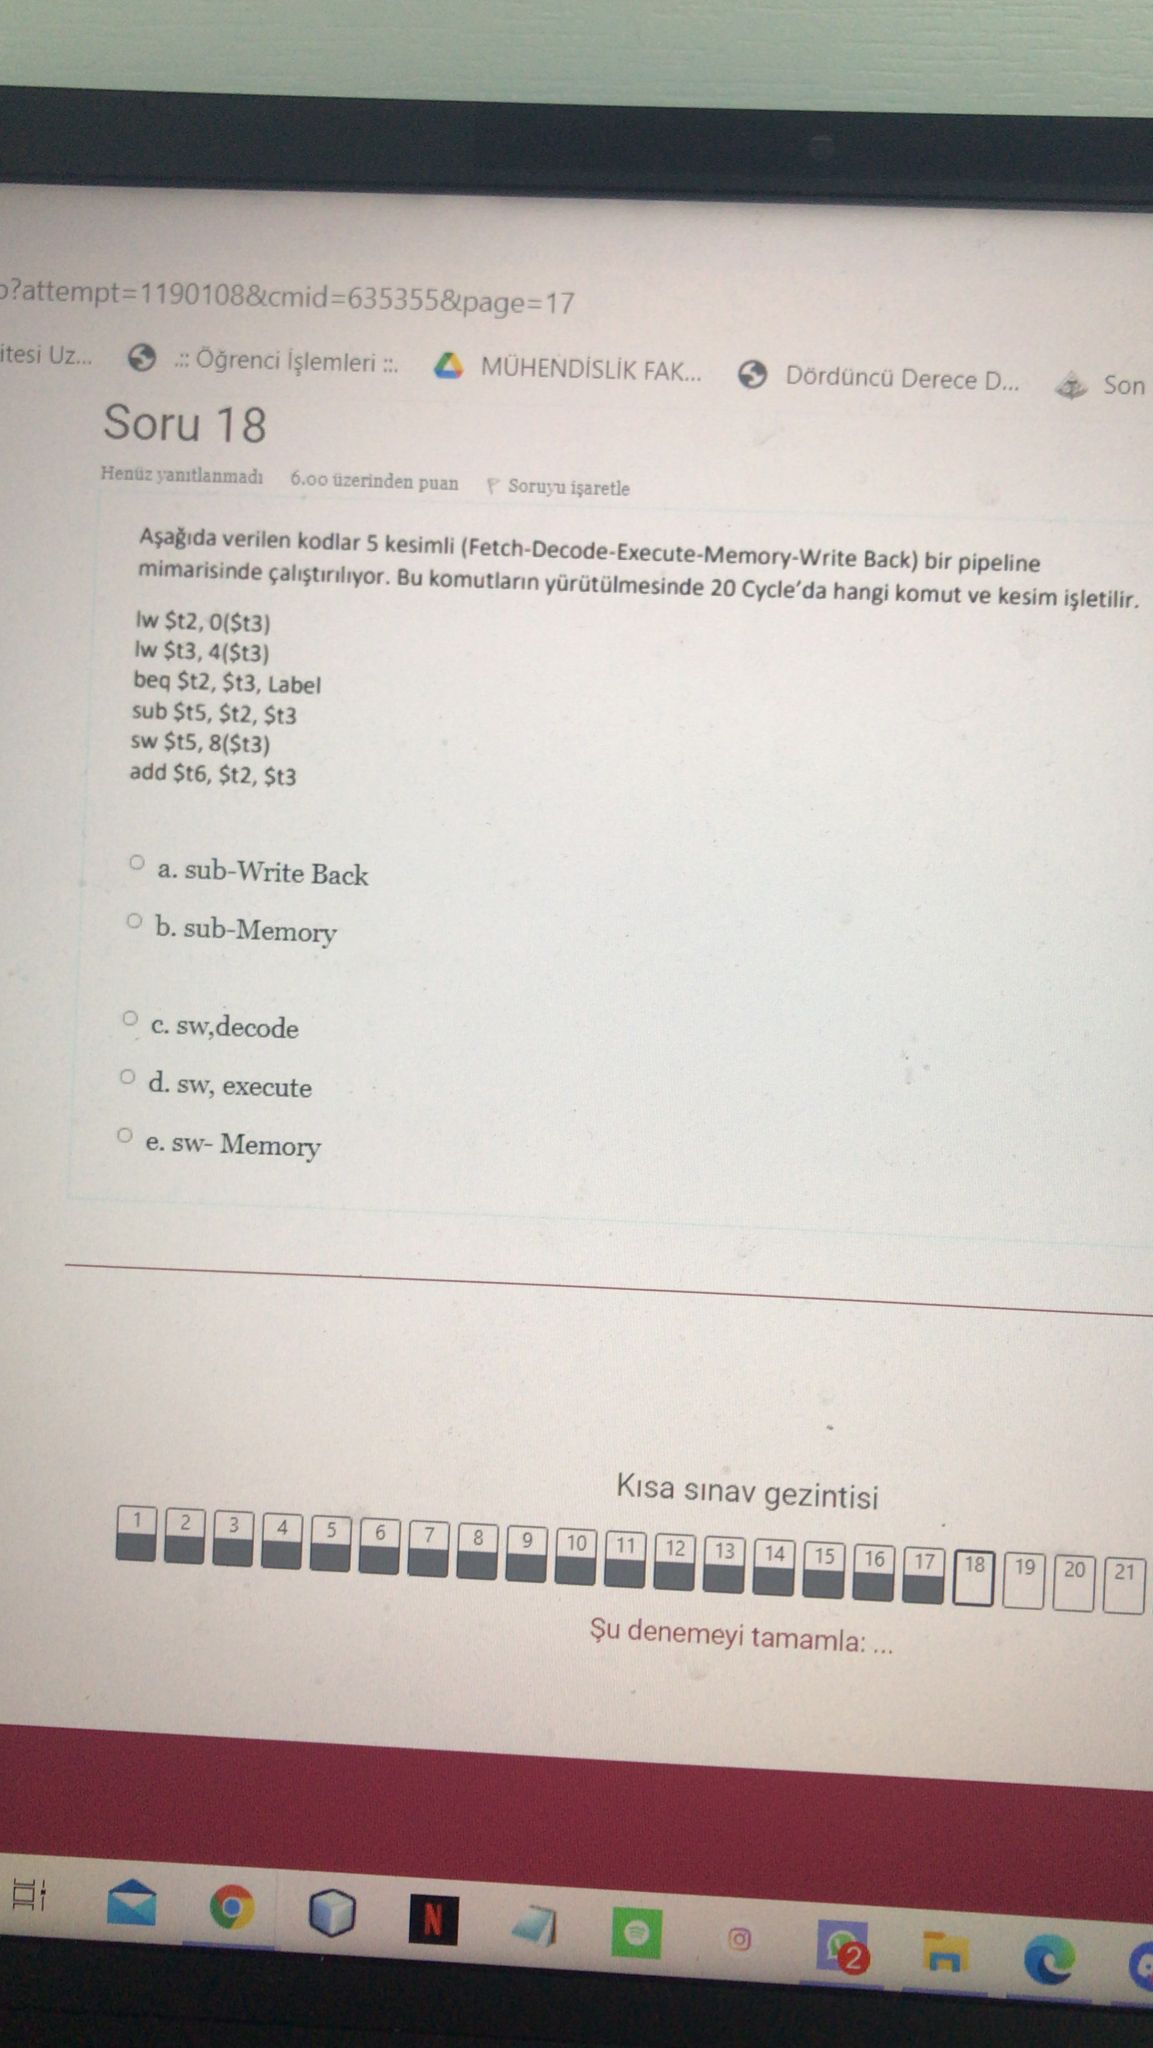 p?attempt=1190108&cmid=635355&page=17
itesi Uz...
.:: Öğrenci İşlemleri ::.
MÜHENDİSLİK FAK...
Dördüncü Derece D...
Son
Soru 18
Henüz yanıtlanmadı
6.00 üzerinden puan
Soruyu işaretle
Aşağıda verilen kodlar 5 kesimli (Fetch-Decode-Execute-Memory-Write Back) bir pipeline
mimarisinde çalıştırılıyor. Bu komutların yürütülmesinde 20 Cycle’da hangi komut ve kesim işletilir.
lw $t2, 0($t3)
lw $t3, 4($t3)
beq $t2, $t3, Label
sub $t5, $t2, $t3
sw $t5, 8($t3)
add $t6, $t2, $t3
a. sub-Write Back
b. sub-Memory
c. sw,decode
d. sw, execute
e. sw- Memory
Kısa sınav gezintisi
1 2 3 4 5 6 7 8 9 10 11 12 13 14 15 16 17 18 19 20 21
Şu denemeyi tamamla: ...
N
2